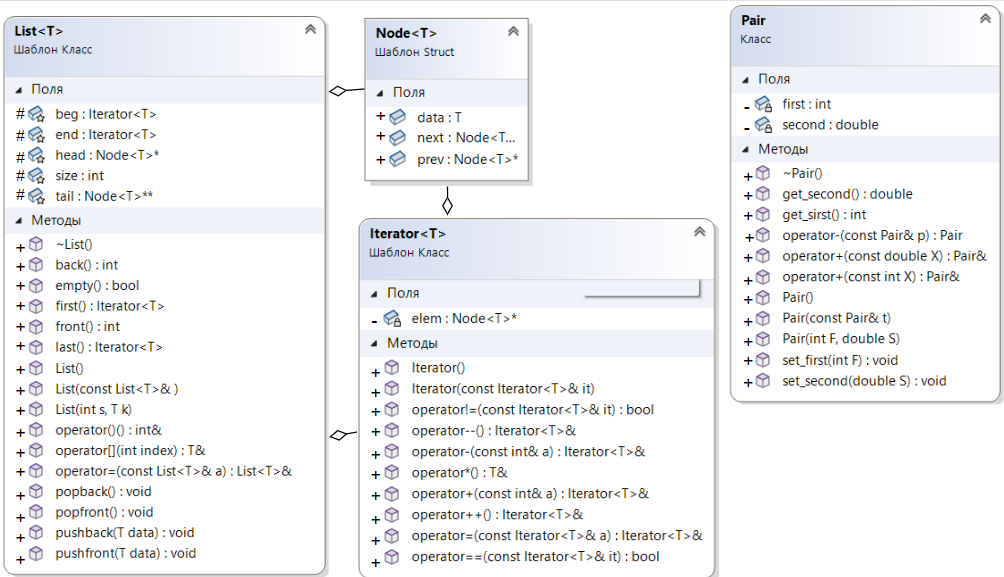 List<T>
Шаблон Класс
Поля
# beg : Iterator<T>
# end : Iterator<T>
# head : Node<T>*
# size : int
# tail : Node<T>**
Методы
+ ~List()
+ back() : int
+ empty() : bool
+ first() : Iterator<T>
+ front() : int
+ last() : Iterator<T>
+ List()
+ List(const List<T>& )
+ List(int s, T k)
+ operator()() : int&
+ operator[](int index) : T&
+ operator=(const List<T>& a) : List<T>&
+ popback() : void
+ popfront() : void
+ pushback(T data) : void
+ pushfront(T data) : void
Node<T>
Шаблон Struct
Поля
+ data : T
+ next : Node<T...
+ prev : Node<T>*
Iterator<T>
Шаблон Класс
Поля
- elem : Node<T>*
Методы
+ Iterator()
+ Iterator(const Iterator<T>& it)
+ operator!=(const Iterator<T>& it) : bool
+ operator--() : Iterator<T>&
+ operator-(const int& a) : Iterator<T>&
+ operator*() : T&
+ operator+(const int& a) : Iterator<T>&
+ operator++() : Iterator<T>&
+ operator=(const Iterator<T>& a) : Iterator<T>&
+ operator==(const Iterator<T>& it) : bool
Pair
Класс
Поля
- first : int
- second : double
Методы
+ ~Pair()
+ get_second() : double
+ get_sirst() : int
+ operator-(const Pair& p) : Pair
+ operator+(const double X) : Pair&
+ operator+(const int X) : Pair&
+ Pair()
+ Pair(const Pair& t)
+ Pair(int F, double S)
+ set_first(int F) : void
+ set_second(double S) : void